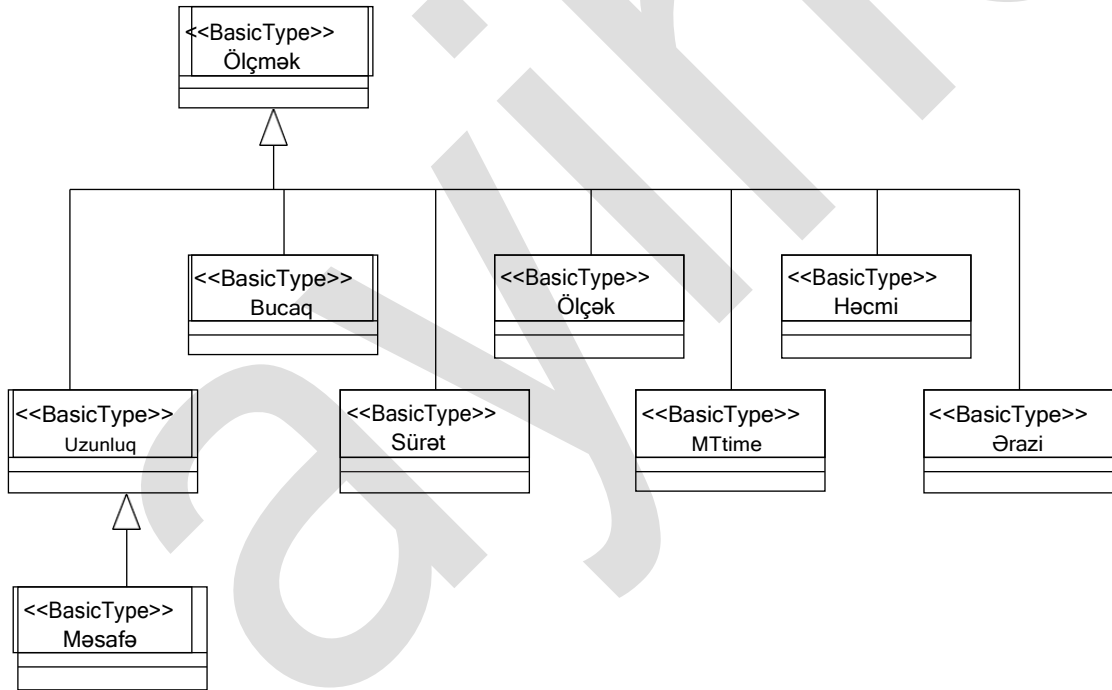 <<BasicType>>
Ölçmək
<<BasicType>>
Bucaq
<<BasicType>>
Ölçək
<<BasicType>>
Həcmi
<<BasicType>>
Uzunluq
<<BasicType>>
Sürət
<<BasicType>>
MTtime
<<BasicType>>
Ərazi
<<BasicType>>
Məsafə